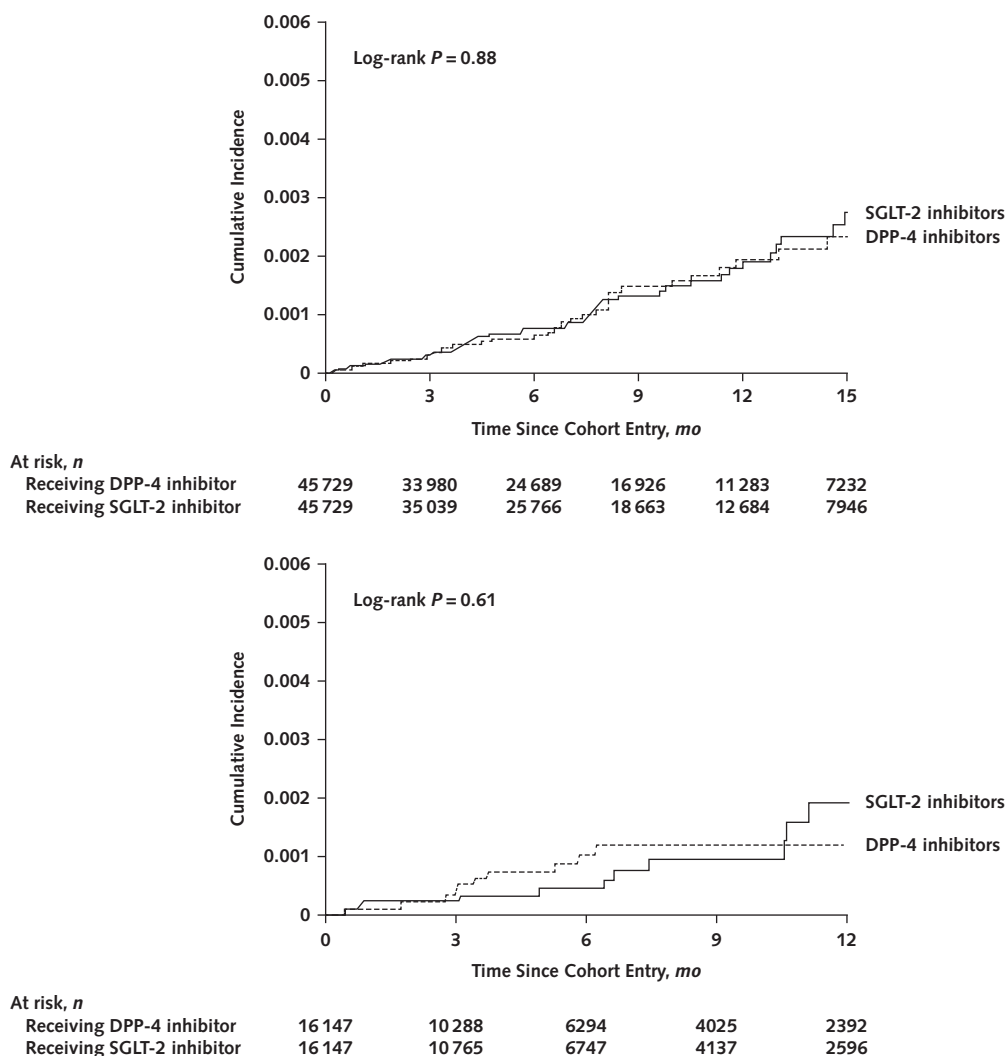 0.006
Log-rank P = 0.88
0.005
0.004
0.003
SGLT-2 inhibitors
DPP-4 inhibitors
0.002
0.001
0
Cumulative Incidence
0 3 6 9 12 15
Time Since Cohort Entry, mo
At risk, n
Receiving DPP-4 inhibitor 45 729 33 980 24 689 16 926 11 283 7232
Receiving SGLT-2 inhibitor 45 729 35 039 25 766 18 663 12 684 7946
0.006
Log-rank P = 0.61
0.005
0.004
0.003
0.002
SGLT-2 inhibitors
DPP-4 inhibitors
0.001
0
Cumulative Incidence
0 3 6 9 12
Time Since Cohort Entry, mo
At risk, n
Receiving DPP-4 inhibitor 16 147 10 288 6294 4025 2392
Receiving SGLT-2 inhibitor 16 147 10 765 6747 4137 2596